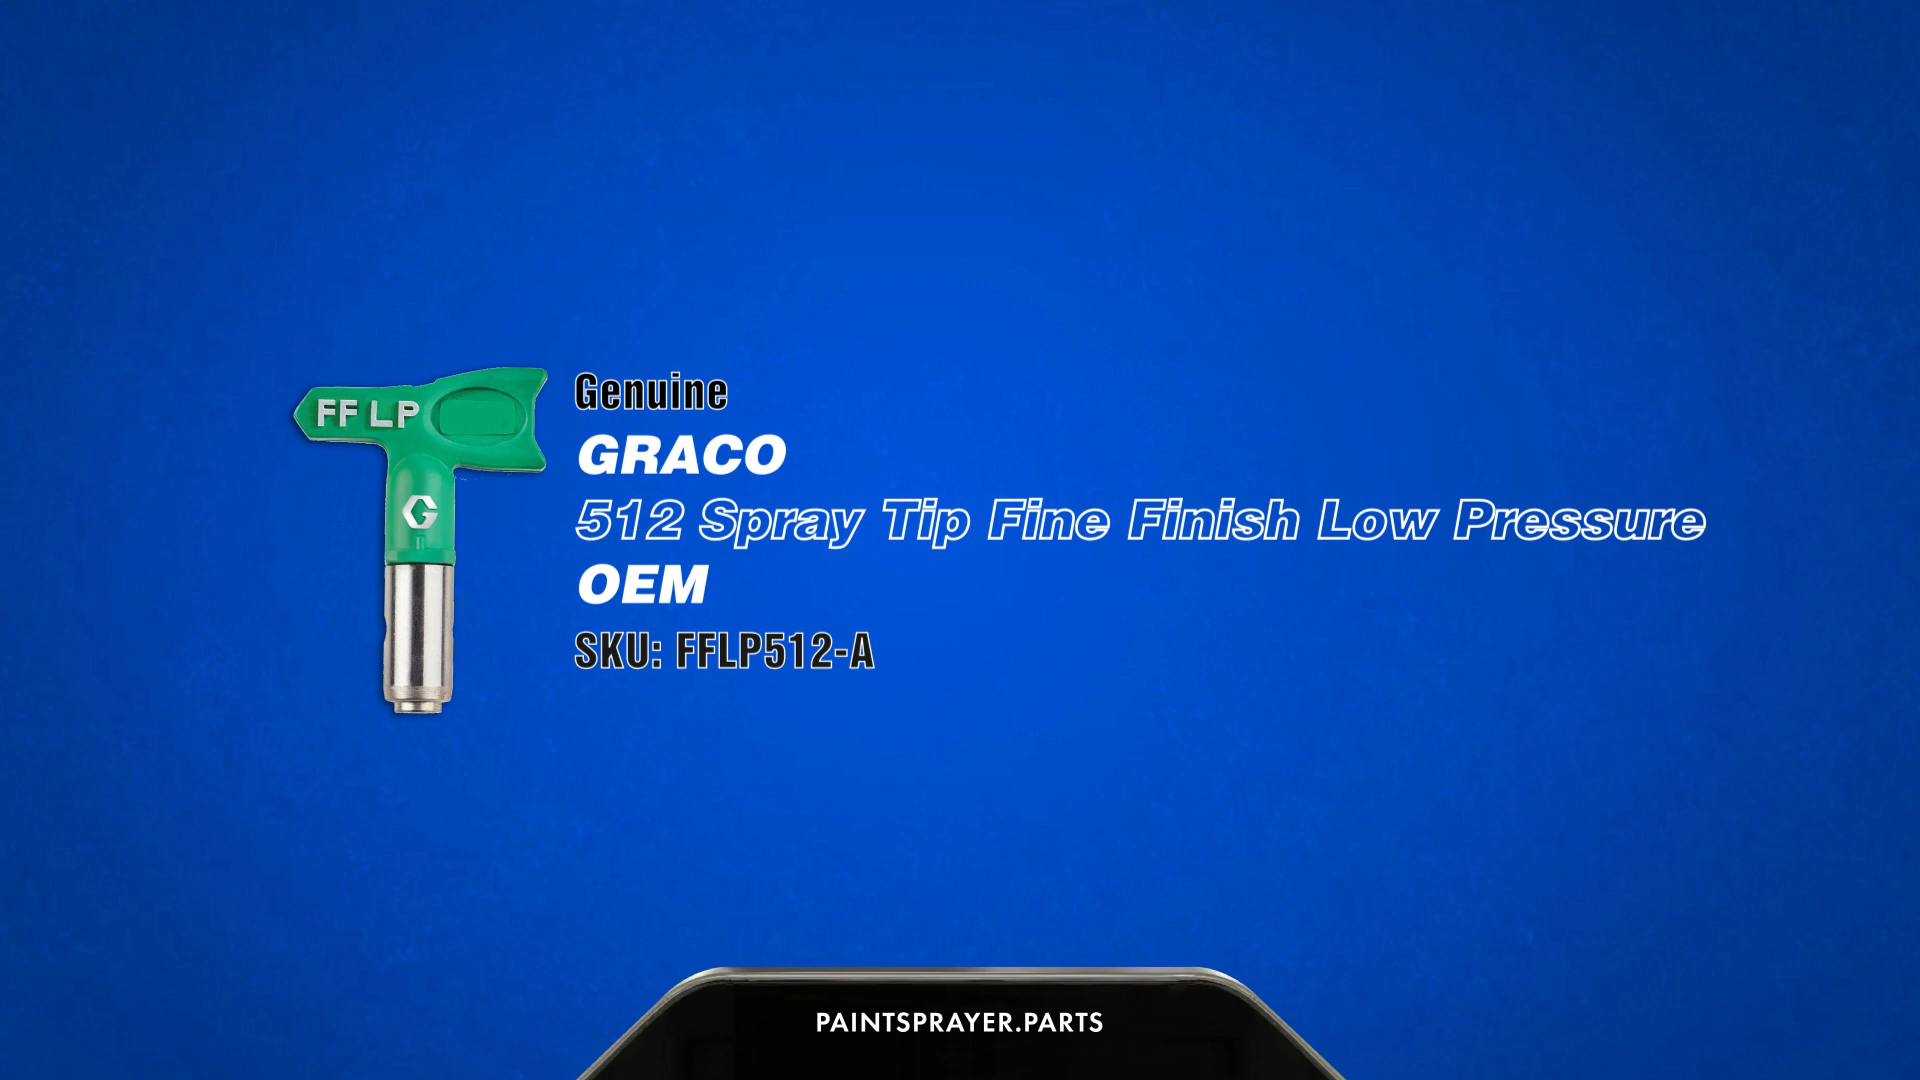 FF LP
G
Genuine
GRACO
512 Spray Tip Fine Finish Low Pressure
OEM
SKU: FFLP512-A
PAINTSPRAYER.PARTS